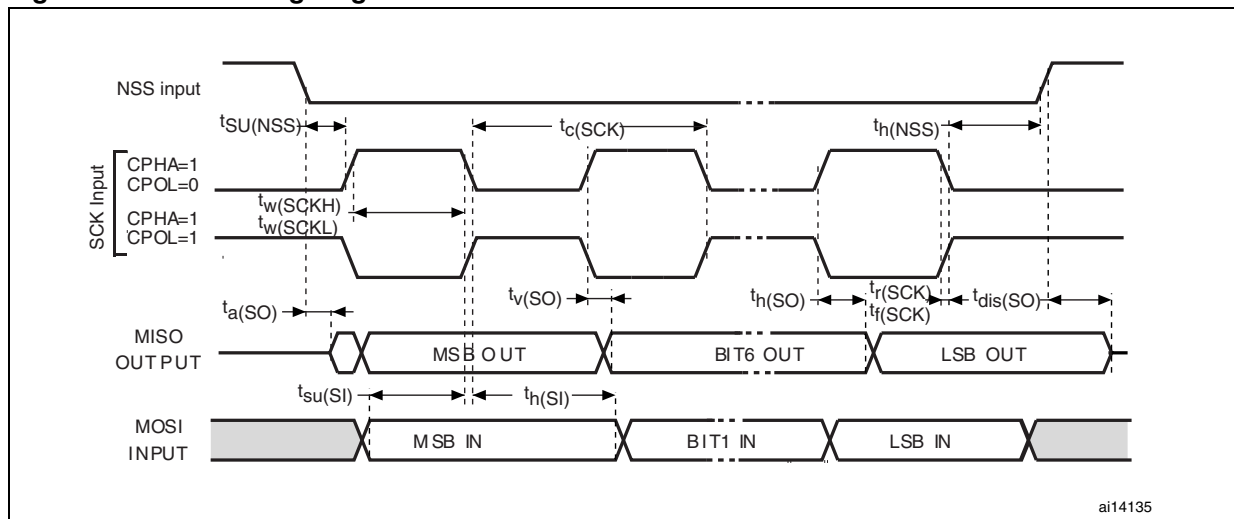 NSS input
tSU(NSS)
tc(SCK)
th(NSS)
SCK Input
CPHA=1
CPOL=0
tw(SCKH)
tw(SCKL)
CPHA=1
CPOL=1
ta(SO)
tv(SO)
th(SO)
tr(SCK)
tf(SCK)
tdis(SO)
MISO
OUTPUT
MSB OUT
BIT6 OUT
LSB OUT
tsu(SI)
th(SI)
MOSI
INPUT
MSB IN
BIT1 IN
LSB IN
ai14135